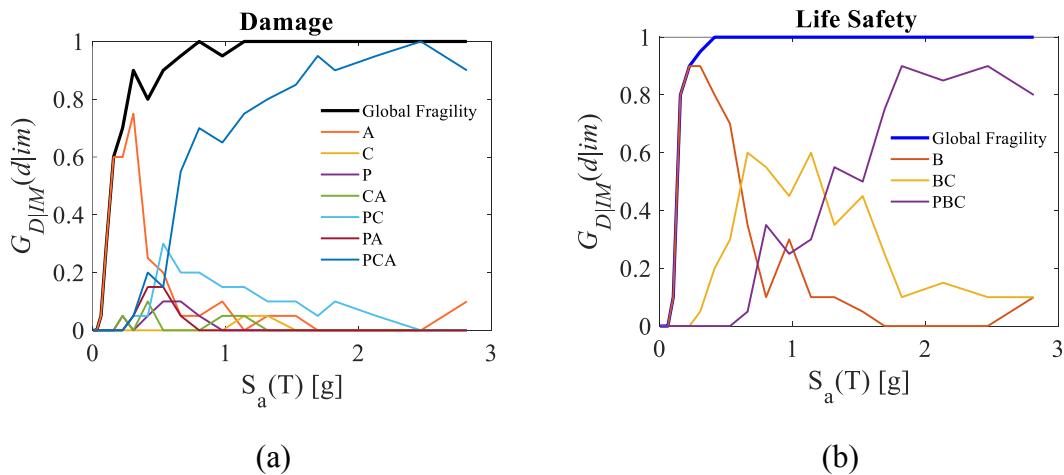 Damage
1
0.8
0.6
0.4
0.2
0
G_{D|IM}(d|im)
Global Fragility
A
C
P
CA
PC
PA
PCA
0 1 2 3
S_a(T) [g]
(a)
Life Safety
1
0.8
0.6
0.4
0.2
0
G_{D|IM}(d|im)
Global Fragility
B
BC
PBC
0 1 2 3
S_a(T) [g]
(b)